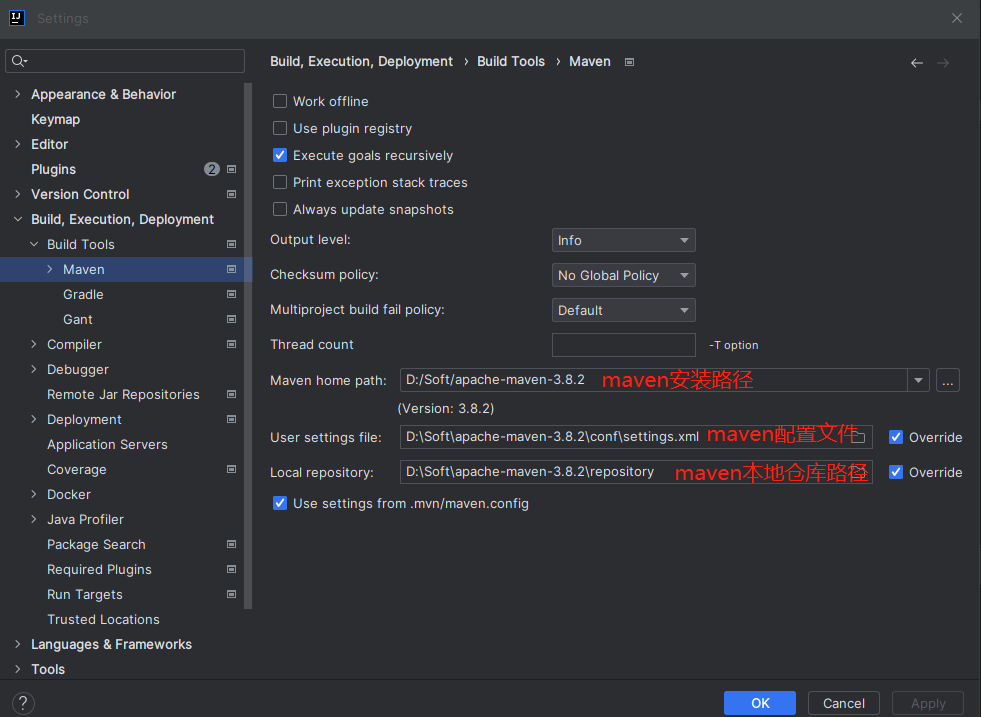 Settings
Build, Execution, Deployment › Build Tools › Maven
Appearance & Behavior
Keymap
Editor
Plugins 2
Version Control
Build, Execution, Deployment
Build Tools
Maven
Gradle
Gant
Compiler
Debugger
Remote Jar Repositories
Deployment
Application Servers
Coverage
Docker
Java Profiler
Package Search
Required Plugins
Run Targets
Trusted Locations
Languages & Frameworks
Tools
Work offline
Use plugin registry
Execute goals recursively
Print exception stack traces
Always update snapshots
Output level: Info
Checksum policy: No Global Policy
Multiproject build fail policy: Default
Thread count -T option
Maven home path: D:/Soft/apache-maven-3.8.2 maven安装路径 ...
(Version: 3.8.2)
User settings file: D:\Soft\apache-maven-3.8.2\conf\settings.xml maven配置文件 Override
Local repository: D:\Soft\apache-maven-3.8.2\repository maven本地仓库路径 Override
Use settings from .mvn/maven.config
? OK Cancel Apply